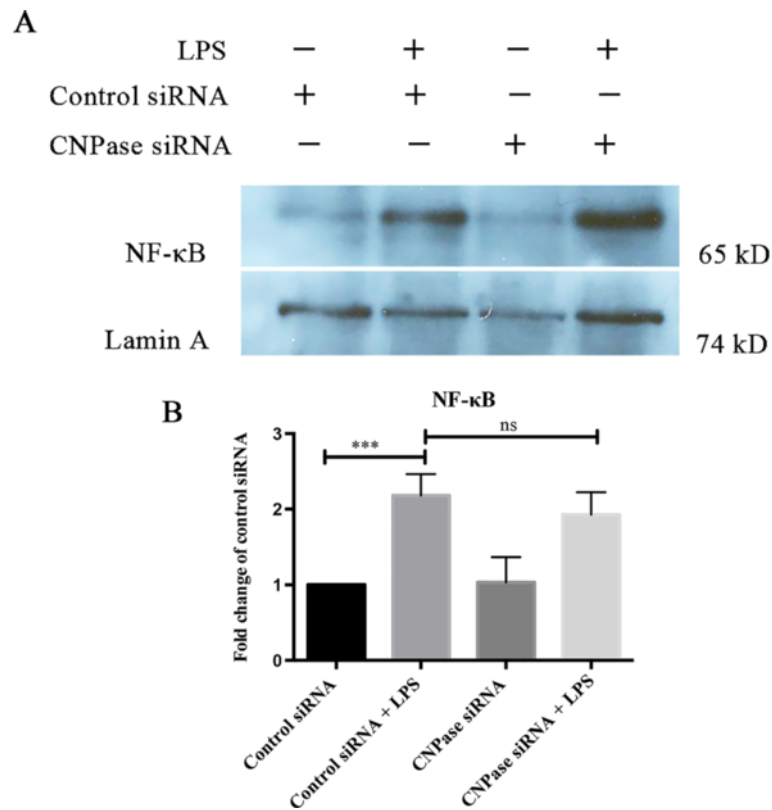 A
LPS − + − +
Control siRNA + + − −
CNPase siRNA − − + +
NF-κB 65 kD
Lamin A 74 kD
B
NF-κB
*** ns
Fold change of control siRNA
3
2
1
0
Control siRNA
Control siRNA + LPS
CNPase siRNA
CNPase siRNA + LPS